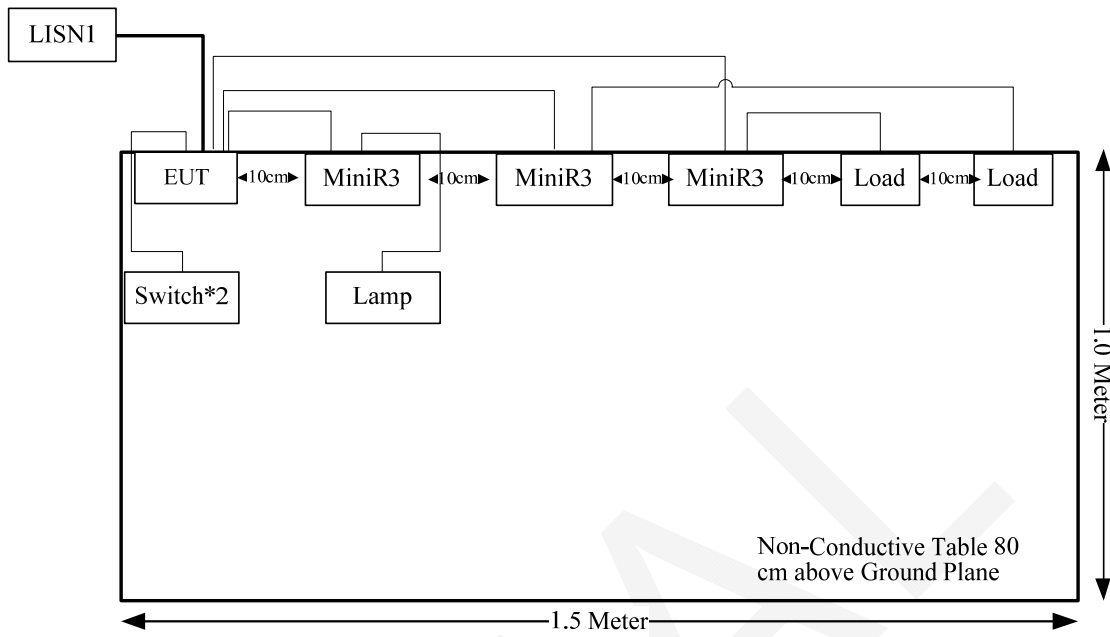 LISN1
EUT
10cm
MiniR3
10cm
MiniR3
10cm
MiniR3
10cm
Load
10cm
Load
Switch*2
Lamp
1.0 Meter
Non-Conductive Table 80
cm above Ground Plane
1.5 Meter